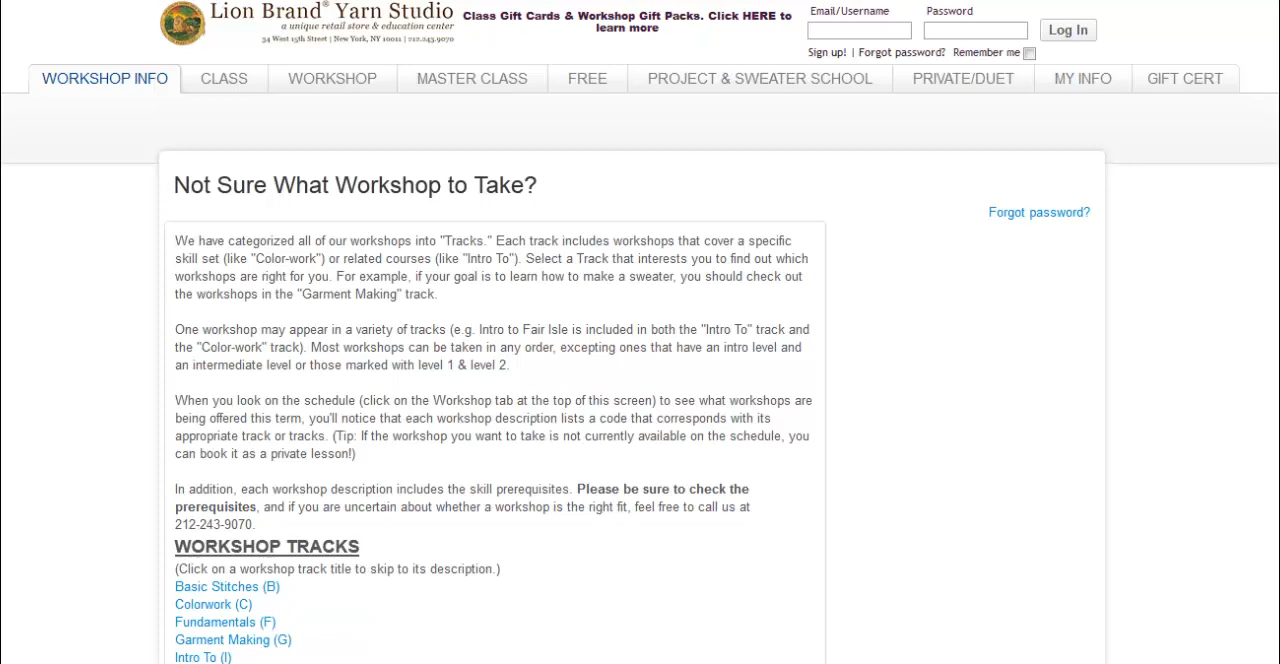 Lion Brand® Yarn Studio
a unique retail store & education center
34 West 15th Street | New York, NY 10011 | 212.243.9070
Class Gift Cards & Workshop Gift Packs. Click HERE to
learn more
Email/Username Password
Log In
Sign up! | Forgot password? Remember me
WORKSHOP INFO CLASS WORKSHOP MASTER CLASS FREE PROJECT & SWEATER SCHOOL PRIVATE/DUET MY INFO GIFT CERT
Not Sure What Workshop to Take?
Forgot password?
We have categorized all of our workshops into "Tracks." Each track includes workshops that cover a specific
skill set (like "Color-work") or related courses (like "Intro To"). Select a Track that interests you to find out which
workshops are right for you. For example, if your goal is to learn how to make a sweater, you should check out
the workshops in the "Garment Making" track.
One workshop may appear in a variety of tracks (e.g. Intro to Fair Isle is included in both the "Intro To" track and
the "Color-work" track). Most workshops can be taken in any order, excepting ones that have an intro level and
an intermediate level or those marked with level 1 & level 2.
When you look on the schedule (click on the Workshop tab at the top of this screen) to see what workshops are
being offered this term, you'll notice that each workshop description lists a code that corresponds with its
appropriate track or tracks. (Tip: If the workshop you want to take is not currently available on the schedule, you
can book it as a private lesson!)
In addition, each workshop description includes the skill prerequisites. Please be sure to check the
prerequisites, and if you are uncertain about whether a workshop is the right fit, feel free to call us at
212-243-9070.
WORKSHOP TRACKS
(Click on a workshop track title to skip to its description.)
Basic Stitches (B)
Colorwork (C)
Fundamentals (F)
Garment Making (G)
Intro To (I)